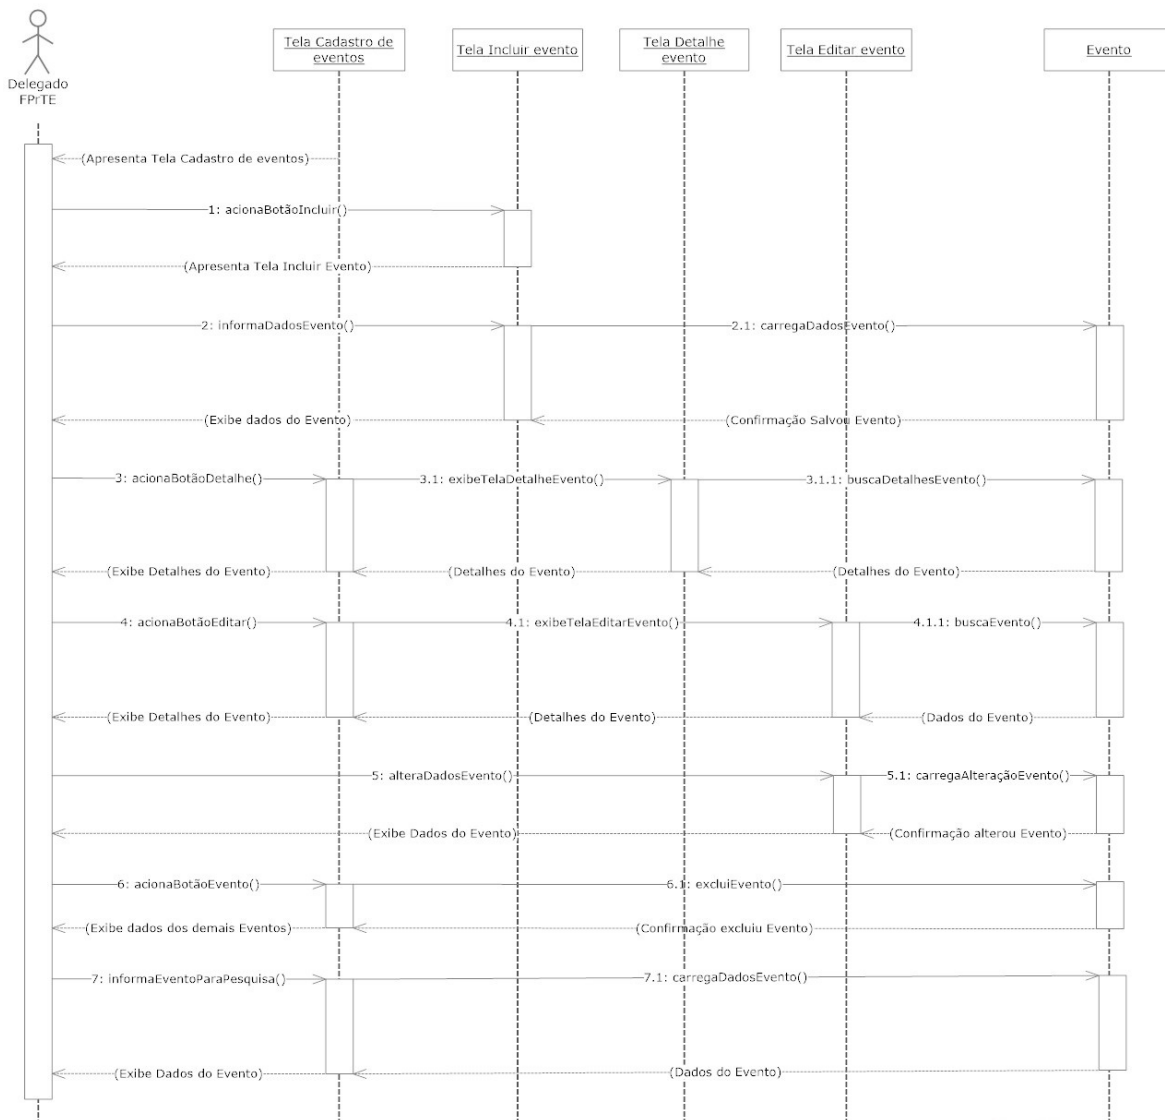 Delegado
FPrTE
Tela Cadastro de
eventos
Tela Incluir evento
Tela Detalhe
evento
Tela Editar evento
Evento
(Apresenta Tela Cadastro de eventos)
1: acionaBotãoIncluir()
(Apresenta Tela Incluir Evento)
2: informaDadosEvento()
2.1: carregaDadosEvento()
(Exibe dados do Evento)
(Confirmação Salvou Evento)
3: acionaBotãoDetalhe()
3.1: exibeTelaDetalheEvento()
3.1.1: buscaDetalhesEvento()
(Exibe Detalhes do Evento)
(Detalhes do Evento)
(Detalhes do Evento)
4: acionaBotãoEditar()
4.1: exibeTelaEditarEvento()
4.1.1: buscaEvento()
(Exibe Detalhes do Evento)
(Detalhes do Evento)
(Dados do Evento)
5: alteraDadosEvento()
5.1: carregaAlteraçãoEvento()
(Exibe Dados do Evento)
(Confirmação alterou Evento)
6: acionaBotãoEvento()
6.1: excluiEvento()
(Exibe dados dos demais Eventos)
(Confirmação excluiu Evento)
7: informaEventoParaPesquisa()
7.1: carregaDadosEvento()
(Exibe Dados do Evento)
(Dados do Evento)